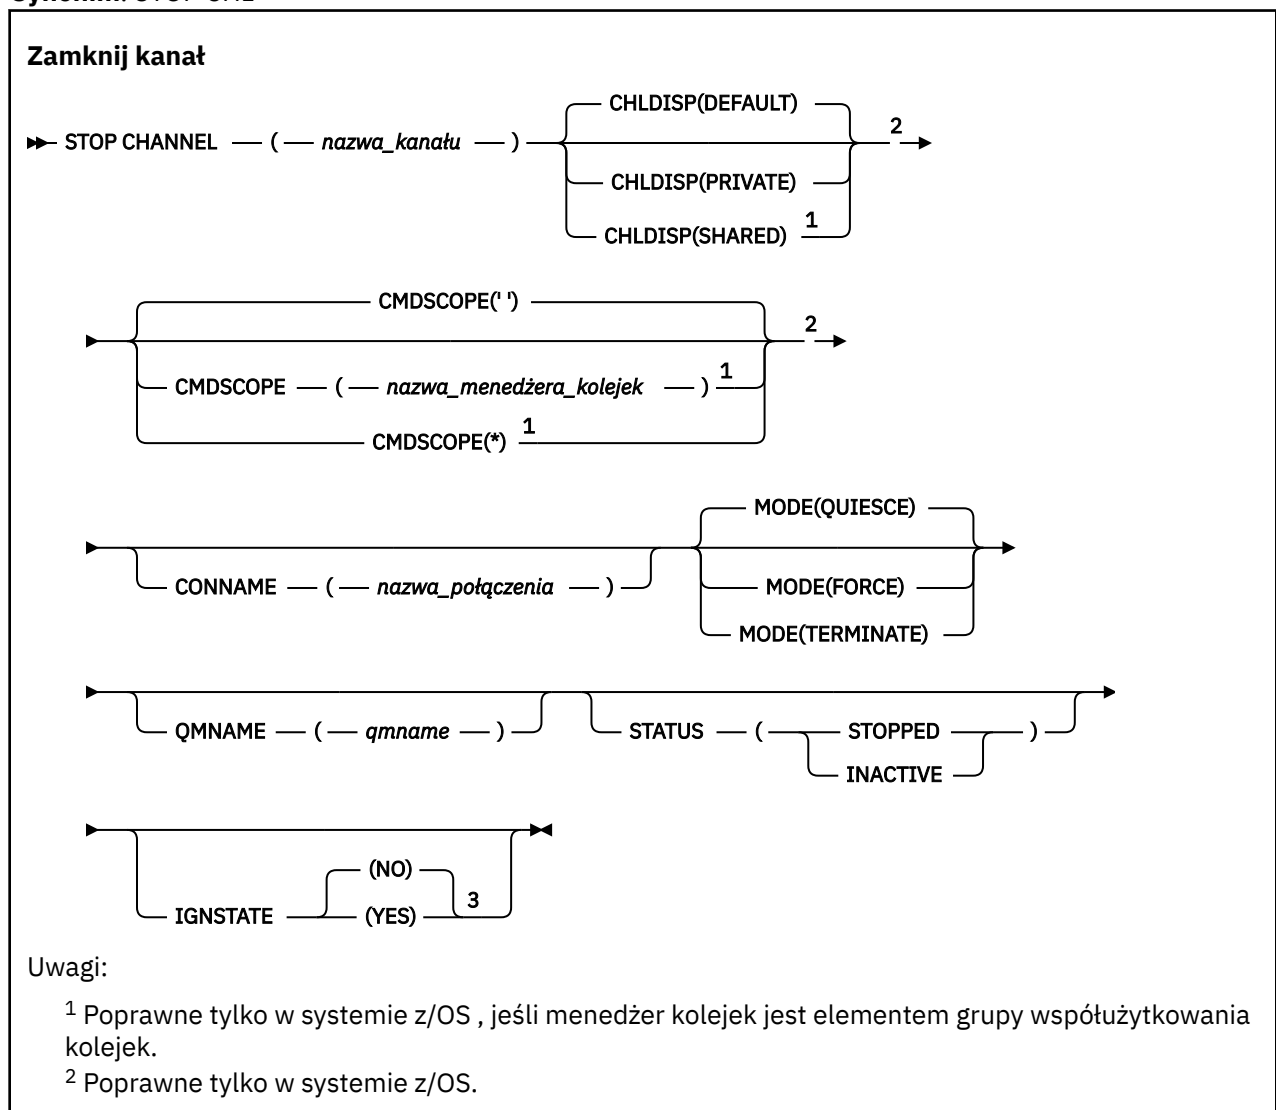 Zamknij kanał
CHLDISP(DEFAULT)
STOP CHANNEL ( nazwa_kanału ) 2
CHLDISP(PRIVATE)
CHLDISP(SHARED) 1
CMDSCOPE(' ')
2
CMDSCOPE ( nazwa_menedżera_kolejek ) 1
CMDSCOPE(*) 1
MODE(QUIESCE)
CONNAME ( nazwa_połączenia ) MODE(FORCE)
MODE(TERMINATE)
QMNAME ( qmname ) STATUS ( STOPPED )
INACTIVE
(NO)
IGNSTATE (YES) 3
Uwagi:
1 Poprawne tylko w systemie z/OS , jeśli menedżer kolejek jest elementem grupy współużytkowania
kolejek.
2 Poprawne tylko w systemie z/OS.